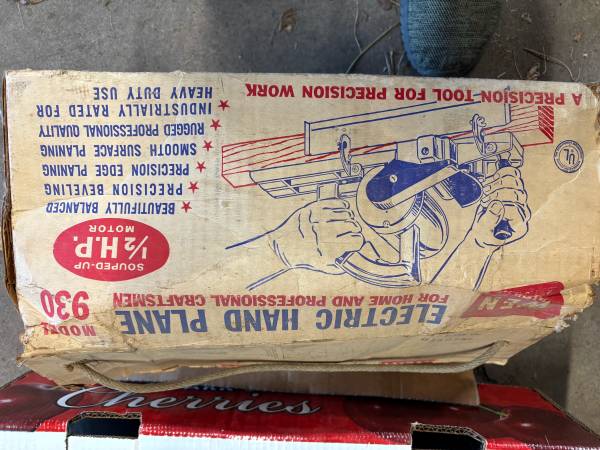 ELECTRIC HAND PLANE
FOR HOME AND PROFESSIONAL CRAFTSMEN
MODEL
930
SOUPED-UP
1/2 H.P.
MOTOR
★ BEAUTIFULLY BALANCED
★ PRECISION BEVELING
★ PRECISION EDGE PLANING
★ SMOOTH SURFACE PLANING
★ RUGGED PROFESSIONAL QUALITY
★ INDUSTRIALLY RATED FOR
HEAVY DUTY USE
A PRECISION TOOL FOR PRECISION WORK
UL
Cherries